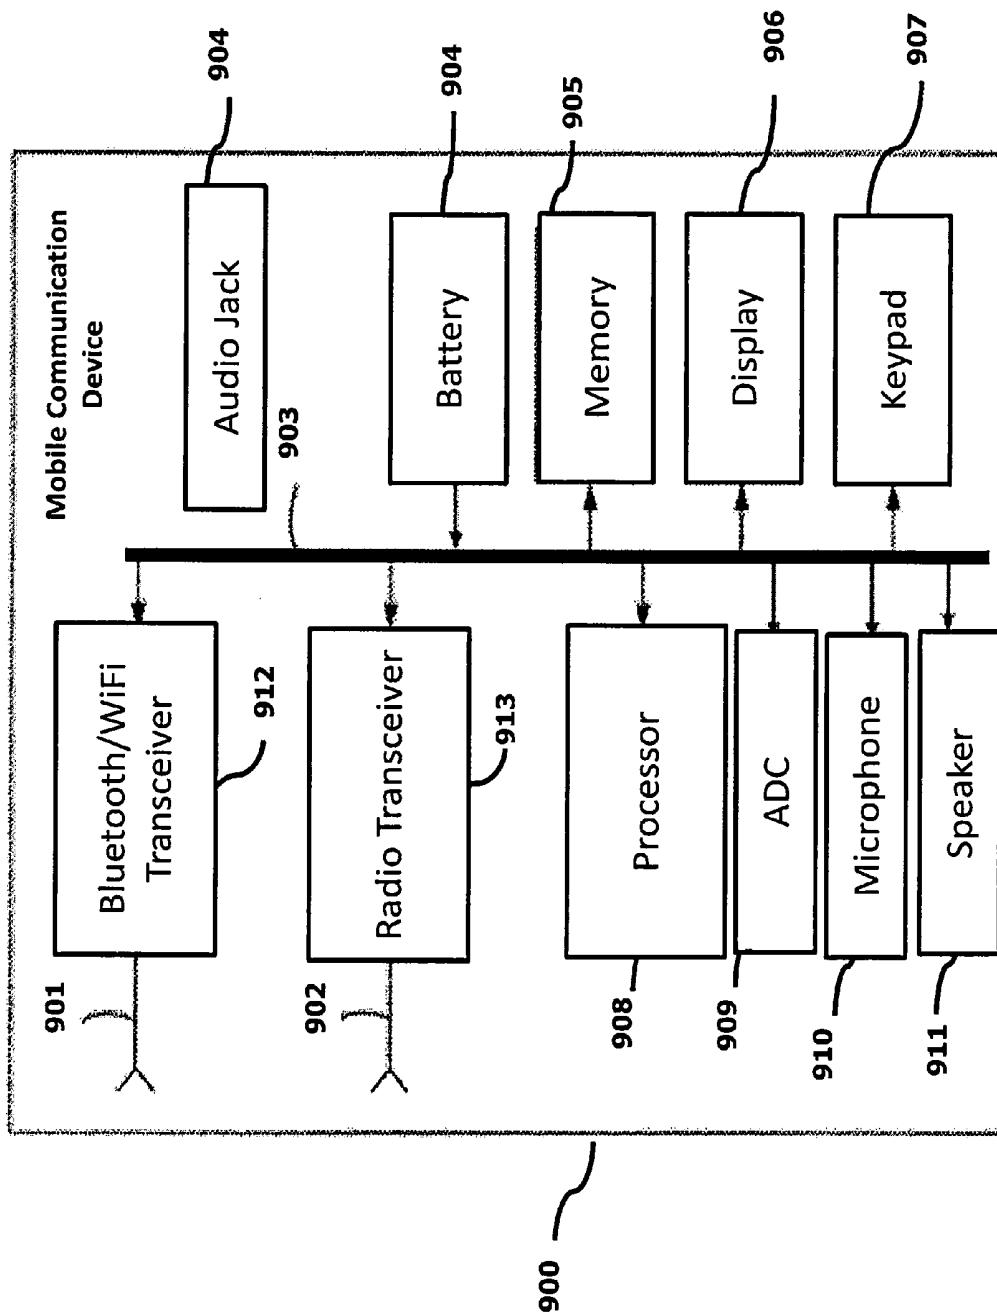 Mobile Communication
Device
Audio Jack
904
903
Battery
904
Memory
905
Display
906
Keypad
907
Bluetooth/WiFi
Transceiver
912
901
Radio Transceiver
913
902
Processor
908
ADC
909
Microphone
910
Speaker
911
900